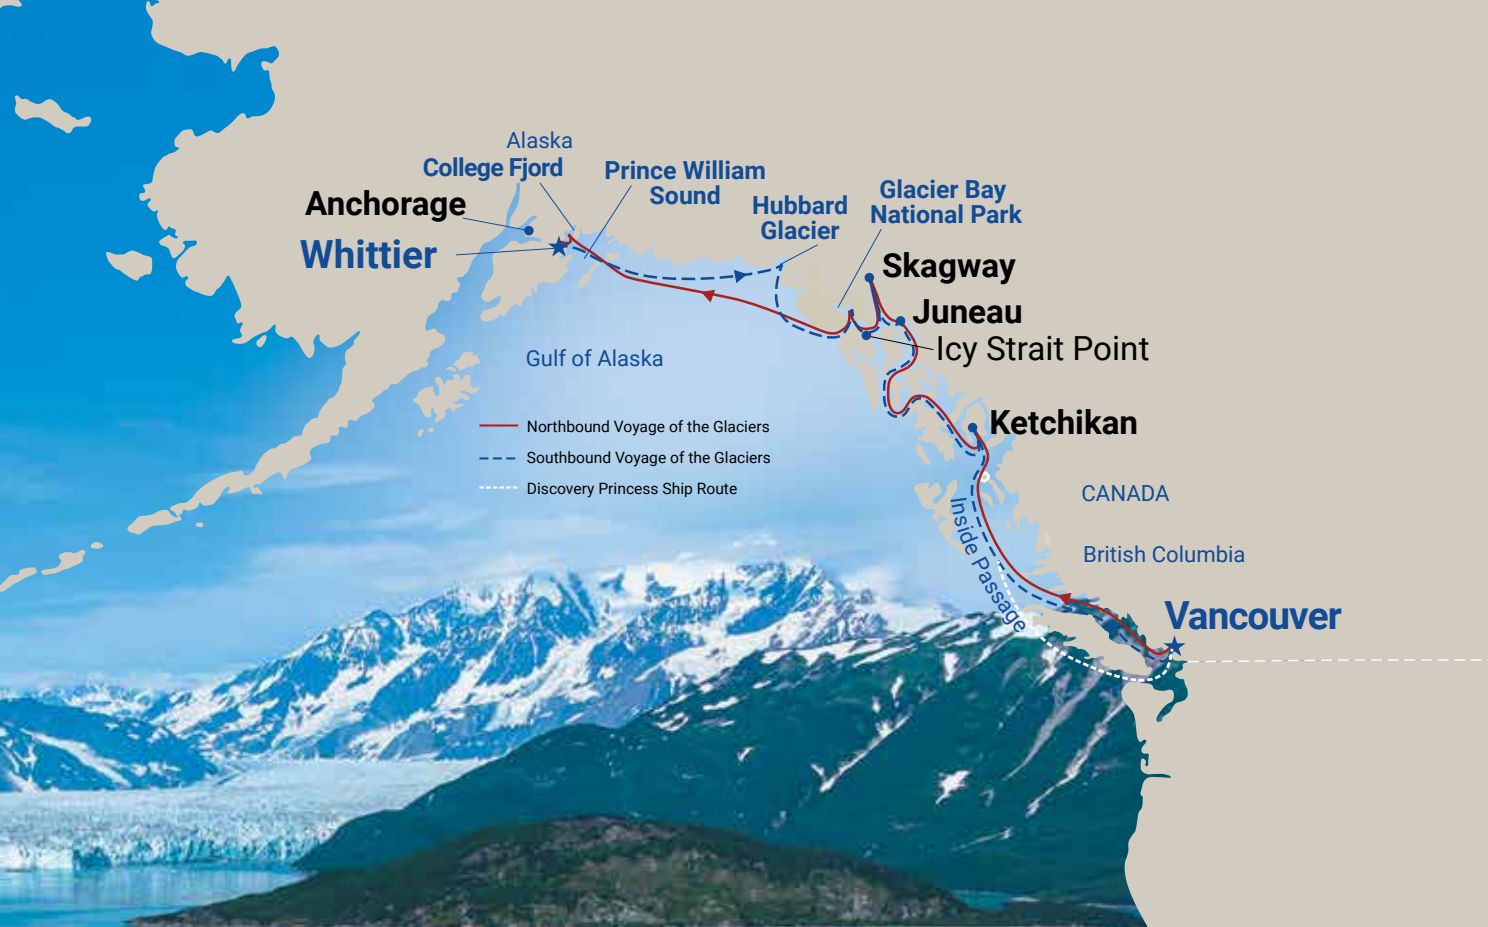 Alaska
College Fjord
Prince William
Sound
Anchorage
Whittier
Hubbard
Glacier
Glacier Bay
National Park
Skagway
Juneau
Icy Strait Point
Gulf of Alaska
Ketchikan
Northbound Voyage of the Glaciers
Southbound Voyage of the Glaciers
Discovery Princess Ship Route
CANADA
Inside Passage
British Columbia
Vancouver